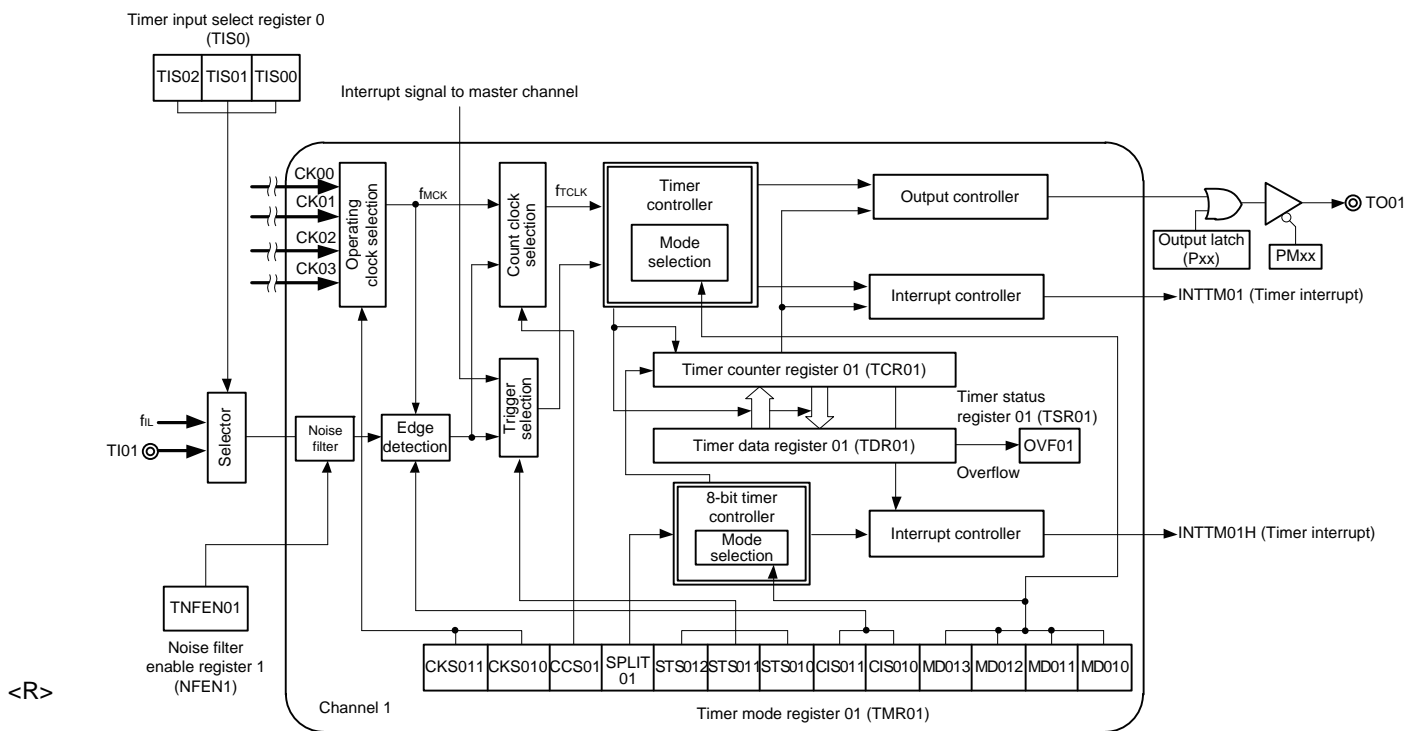 Timer input select register 0
(TIS0)
TIS02 TIS01 TIS00
Interrupt signal to master channel
CK00
CK01
CK02
CK03
Operating
clock selection
fMCK
Count clock
selection
fTCLK
Timer
controller
Mode
selection
Output controller
Output latch
(Pxx)
PMxx
TO01
Interrupt controller
INTTM01 (Timer interrupt)
Timer counter register 01 (TCR01)
Timer status
register 01 (TSR01)
Timer data register 01 (TDR01)
OVF01
Overflow
fIL
TI01
Selector
Noise
filter
Edge
detection
Trigger
selection
8-bit timer
controller
Mode
selection
Interrupt controller
INTTM01H (Timer interrupt)
TNFEN01
Noise filter
enable register 1
(NFEN1)
CKS011 CKS010 CCS01 SPLIT
01 STS012 STS011 STS010 CIS011 CIS010 MD013 MD012 MD011 MD010
<R>
Channel 1
Timer mode register 01 (TMR01)